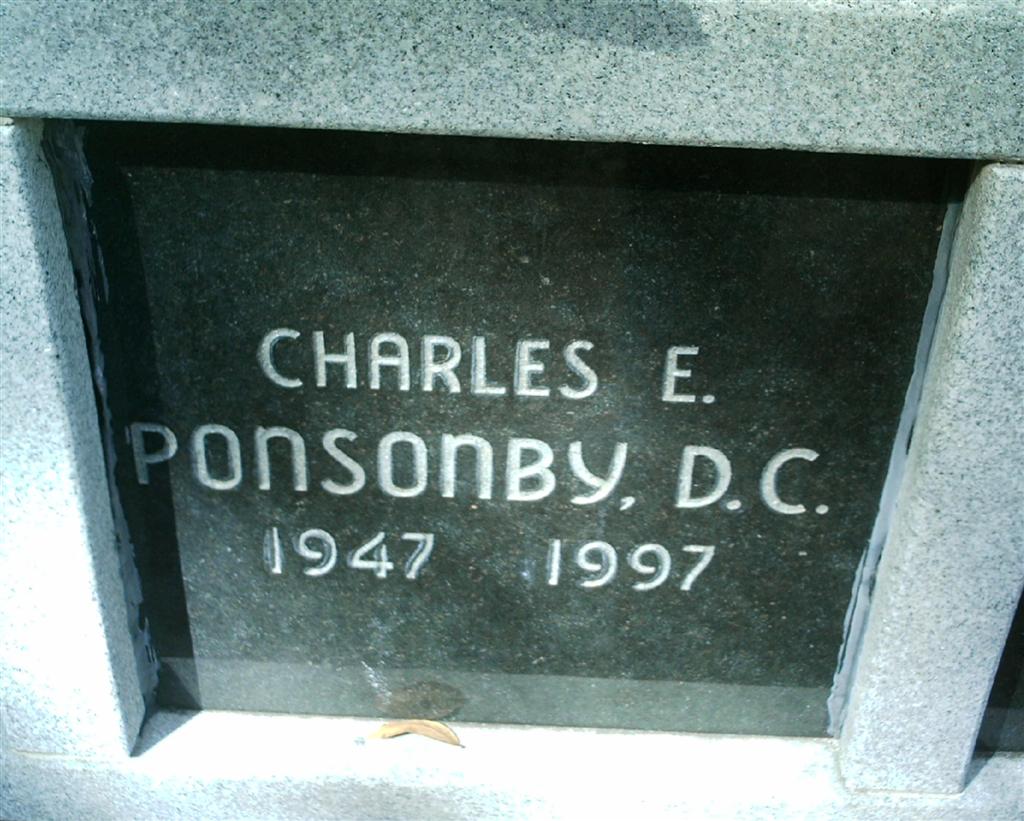 CHARLES E.
PONSONBY, D.C.
1947 1997